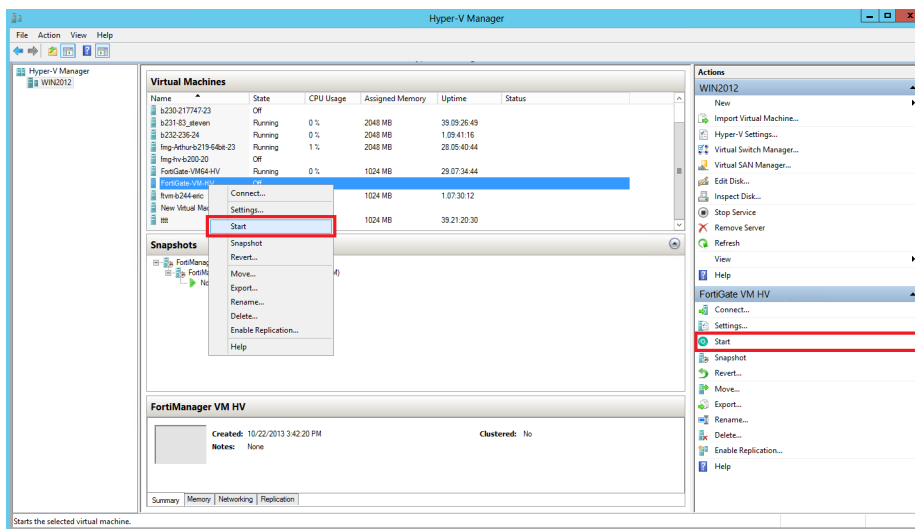 Hyper-V Manager
File Action View Help
Hyper-V Manager
WIN2012
Virtual Machines
Name State CPU Usage Assigned Memory Uptime Status
b230-217747-23 Off
b231-83_steven Running 0 % 2048 MB 39.09:26:49
b232-236-24 Running 0 % 2048 MB 1.09:41:16
fmg-Arthur-b219-64bit-23 Running 1 % 2048 MB 28.05:40:44
fmg-hv-b200-20 Off
FortiGate-VM64-HV Running 0 % 1024 MB 29.07:34:44
FortiGate-VM-HV Off
ftvm-b244-eric 1024 MB 1.07:30:12
New Virtual Mac
tttt 1024 MB 39.21:20:30
Connect...
Settings...
Start
Snapshot
Revert...
Move...
Export...
Rename...
Delete...
Enable Replication...
Help
Snapshots
FortiManag
FortiMa M)
No
FortiManager VM HV
Created: 10/22/2013 3:42:20 PM Clustered: No
Notes: None
Summary Memory Networking Replication
Actions
WIN2012
New
Import Virtual Machine...
Hyper-V Settings...
Virtual Switch Manager...
Virtual SAN Manager...
Edit Disk...
Inspect Disk...
Stop Service
Remove Server
Refresh
View
Help
FortiGate VM HV
Connect...
Settings...
Start
Snapshot
Revert...
Move...
Export...
Rename...
Delete...
Enable Replication...
Help
Starts the selected virtual machine.